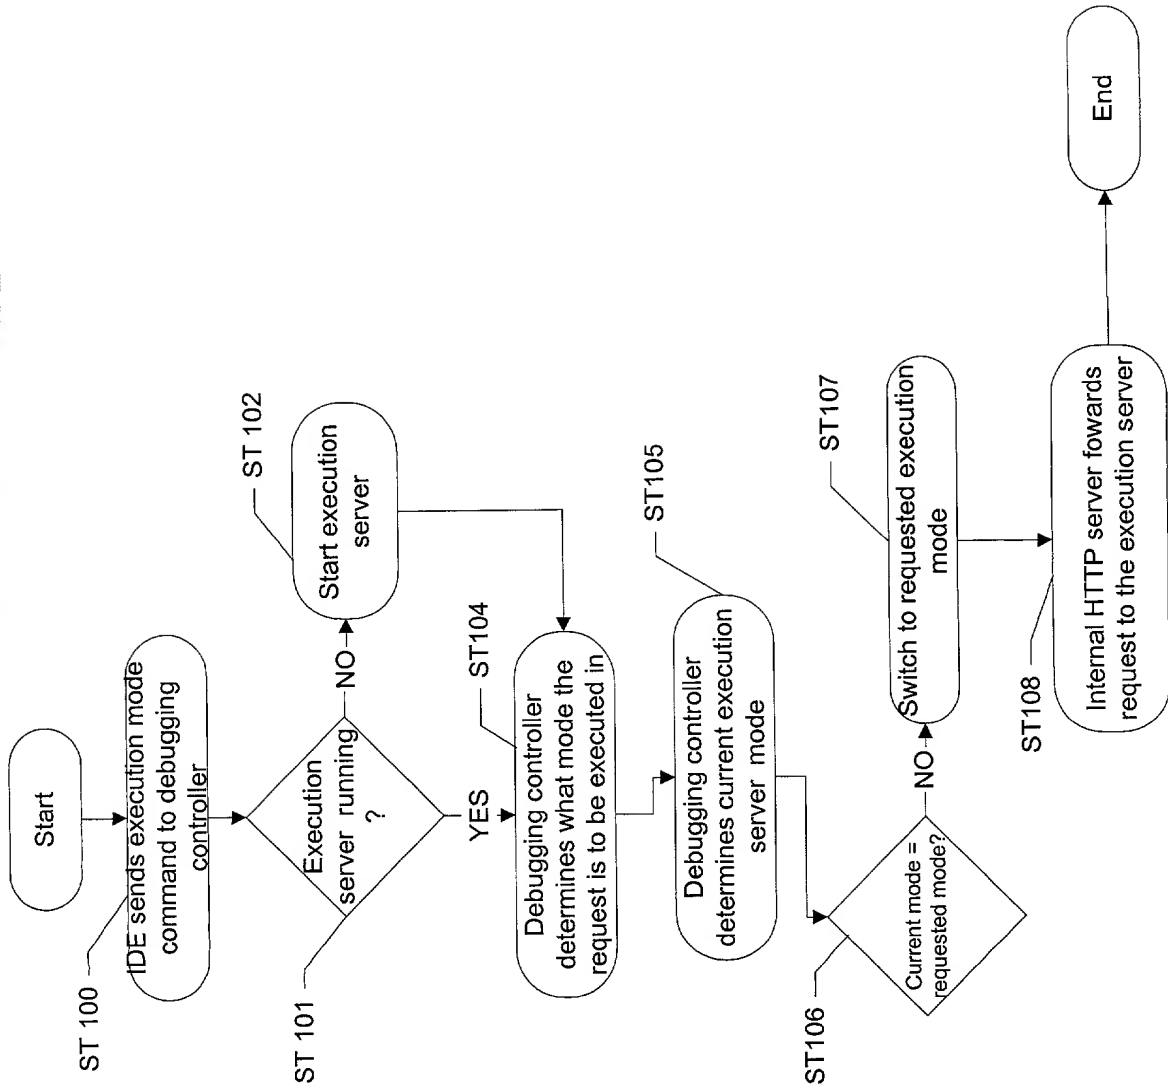 Start
ST 100
IDE sends execution mode
command to debugging
controller
ST 101
Execution
server running
?
NO
ST 102
Start execution
server
YES
ST104
Debugging controller
determines what mode the
request is to be executed in
ST105
Debugging controller
determines current execution
server mode
ST106
Current mode =
requested mode?
NO
ST107
Switch to requested execution
mode
ST108
Internal HTTP server fowards
request to the execution server
End